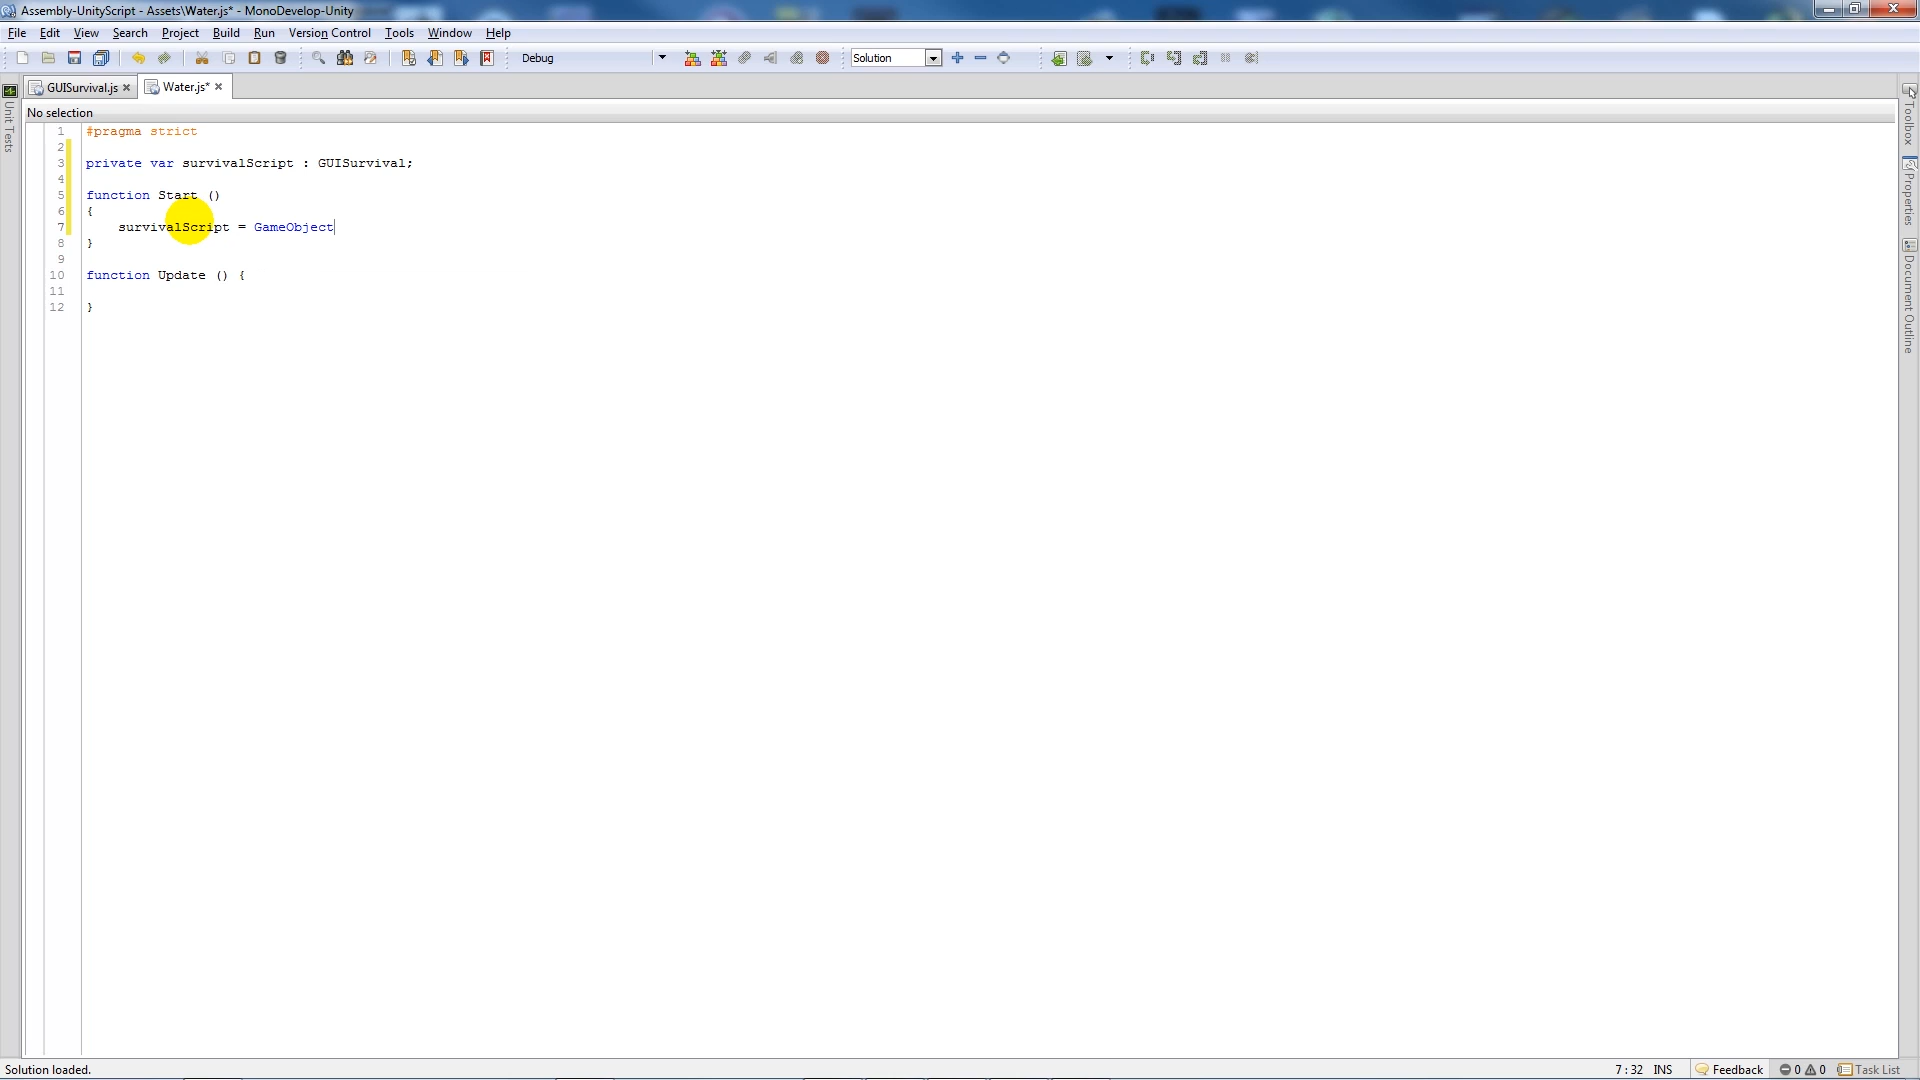 Assembly-UnityScript - Assets\Water.js* - MonoDevelop-Unity
File Edit View Search Project Build Run Version Control Tools Window Help
Debug Solution
GUISurvival.js Water.js*
No selection
1 #pragma strict
2
3 private var survivalScript : GUISurvival;
4
5 function Start ()
6 {
7 survivalScript = GameObject
8 }
9
10 function Update () {
11
12 }
Unit Tests
Toolbox
Properties
Document Outline
Solution loaded. 7 : 32 INS Feedback 0 0 Task List